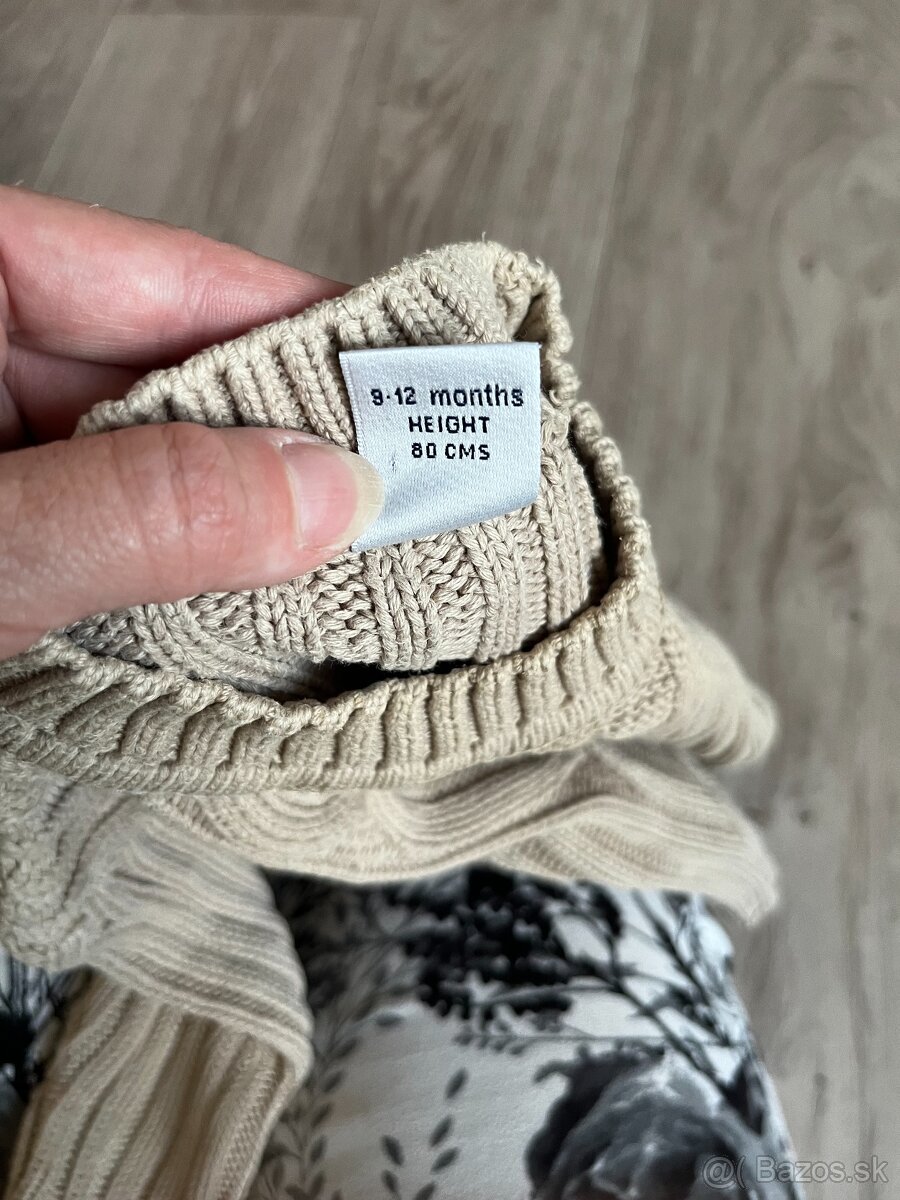 9-12 months
HEIGHT
80 CMS
@( Bazos.sk